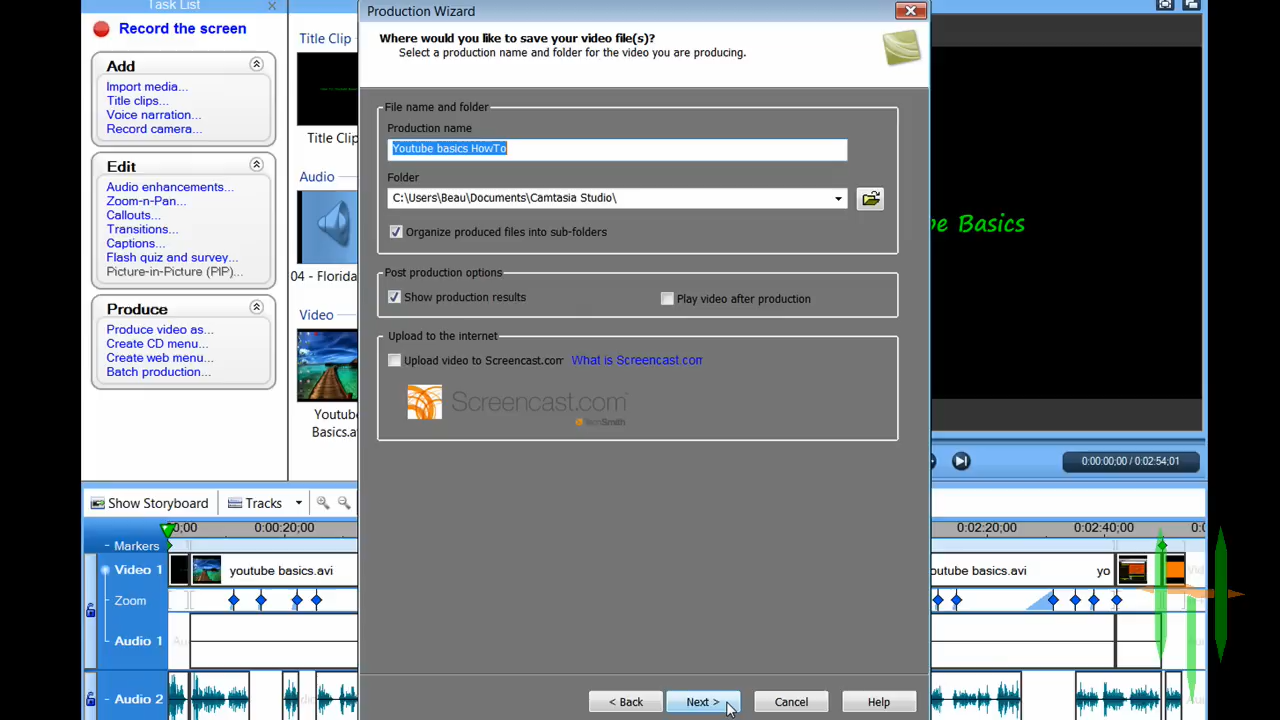 Task List
Record the screen
Add
Import media...
Title clips...
Voice narration...
Record camera...
Edit
Audio enhancements...
Zoom-n-Pan...
Callouts...
Transitions...
Captions...
Flash quiz and survey...
Picture-in-Picture (PIP)...
Produce
Produce video as...
Create CD menu...
Create web menu...
Batch production...
Title Clip
Title Clip
Audio
04 - Florida
Video
Youtub
Basics.av
Production Wizard
Where would you like to save your video file(s)?
Select a production name and folder for the video you are producing.
File name and folder
Production name
Youtube basics HowTo
Folder
C:\Users\Beau\Documents\Camtasia Studio\
Organize produced files into sub-folders
Post production options
Show production results
Play video after production
Upload to the internet
Upload video to Screencast.com
What is Screencast.com
Screencast.com
TechSmith
< Back
Next >
Cancel
Help
be Basics
0:00:00;00 / 0:02:54;01
Show Storyboard
Tracks
00;00
0:00:20;00
0:02:20;00
0:02:40;00
0:0
Markers
Video 1
youtube basics.avi
outube basics.avi
yo
Zoom
Audio 1
Audio 2